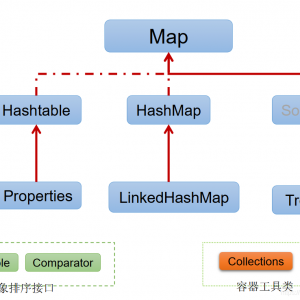 Map
Hashtable
HashMap
So
Properties
LinkedHashMap
Tr
le
Comparator
Collections
象排序接口
容器工具类